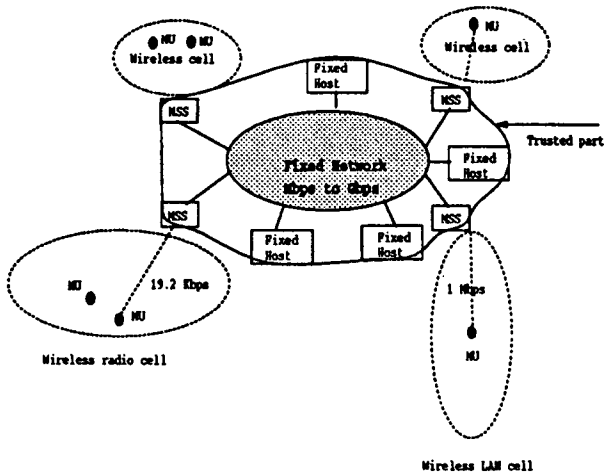 MU
MU MU
Wireless cell
Wireless cell
Fixed
Host
MSS
MSS
Trusted part
Fixed Network
Mbps to Gbps
Fixed
Host
MSS
MSS
Fixed
Host
Fixed
Host
19.2 Kbps
1 Mbps
MU
MU
MU
Wireless radio cell
Wireless LAN cell